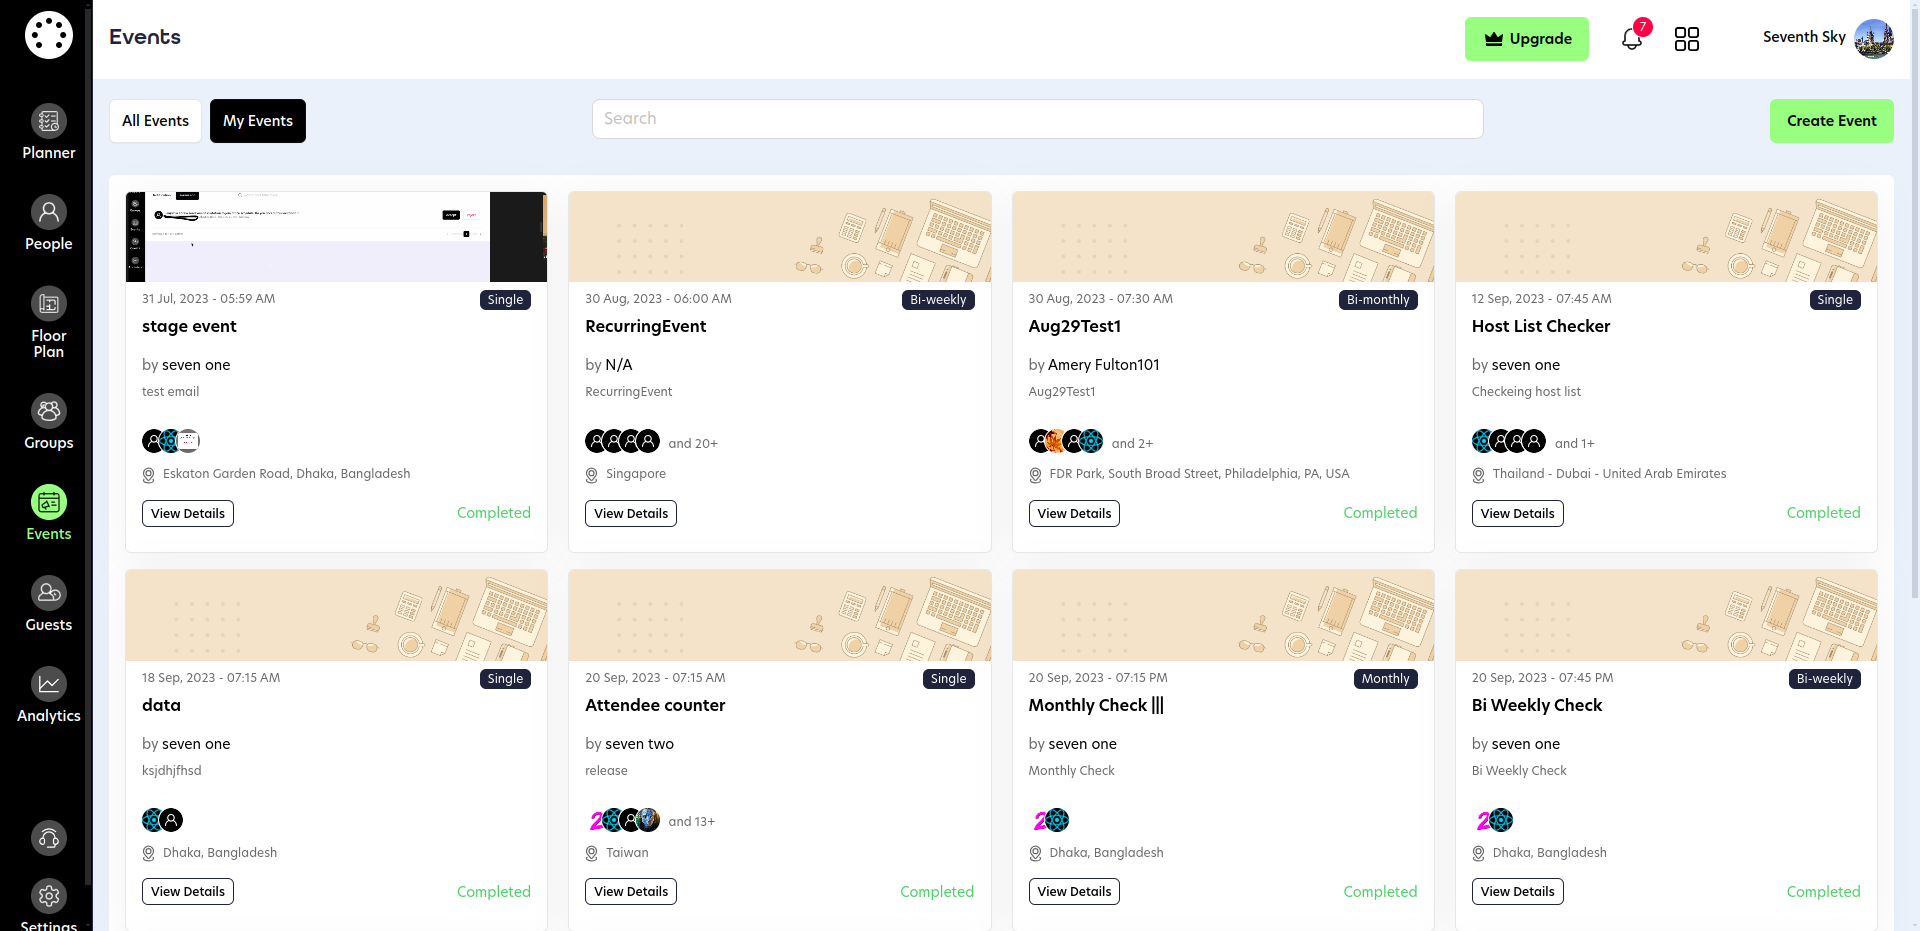 Events
Upgrade
7
Seventh Sky
Planner
People
Floor
Plan
Groups
Events
Guests
Analytics
Settings
All Events
My Events
Search
Create Event
31 Jul, 2023 - 05:59 AM
Single
stage event
by seven one
test email
Eskaton Garden Road, Dhaka, Bangladesh
View Details
Completed
30 Aug, 2023 - 06:00 AM
Bi-weekly
RecurringEvent
by N/A
RecurringEvent
and 20+
Singapore
View Details
30 Aug, 2023 - 07:30 AM
Bi-monthly
Aug29Test1
by Amery Fulton101
Aug29Test1
and 2+
FDR Park, South Broad Street, Philadelphia, PA, USA
View Details
Completed
12 Sep, 2023 - 07:45 AM
Single
Host List Checker
by seven one
Checkeing host list
and 1+
Thailand - Dubai - United Arab Emirates
View Details
Completed
18 Sep, 2023 - 07:15 AM
Single
data
by seven one
ksjdhjfhsd
Dhaka, Bangladesh
View Details
Completed
20 Sep, 2023 - 07:15 AM
Single
Attendee counter
by seven two
release
and 13+
Taiwan
View Details
Completed
20 Sep, 2023 - 07:15 PM
Monthly
Monthly Check |||
by seven one
Monthly Check
Dhaka, Bangladesh
View Details
Completed
20 Sep, 2023 - 07:45 PM
Bi-weekly
Bi Weekly Check
by seven one
Bi Weekly Check
Dhaka, Bangladesh
View Details
Completed